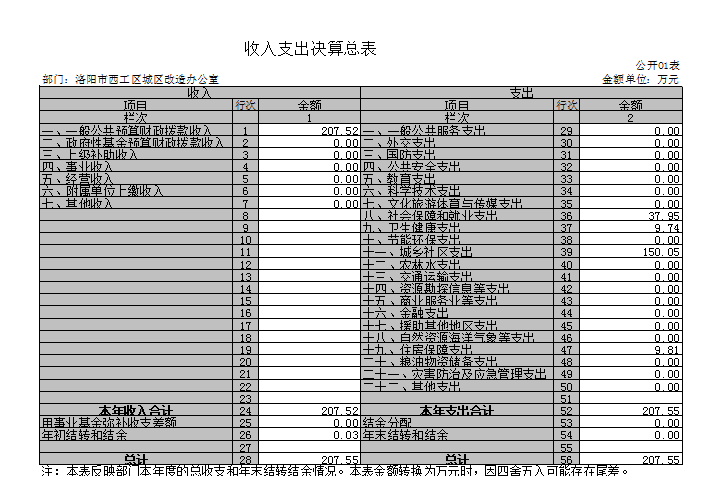 收入支出决算总表
公开01表
部门：洛阳市西工区城区改造办公室 金额单位：万元
收入 支出
项目 行次 金额 项目 行次 金额
栏次 1 栏次 2
一、一般公共预算财政拨款收入 1 207.52 一、一般公共服务支出 29 0.00
二、政府性基金预算财政拨款收入 2 0.00 二、外交支出 30 0.00
三、上级补助收入 3 0.00 三、国防支出 31 0.00
四、事业收入 4 0.00 四、公共安全支出 32 0.00
五、经营收入 5 0.00 五、教育支出 33 0.00
六、附属单位上缴收入 6 0.00 六、科学技术支出 34 0.00
七、其他收入 7 0.00 七、文化旅游体育与传媒支出 35 0.00
8 八、社会保障和就业支出 36 37.95
9 九、卫生健康支出 37 9.74
10 十、节能环保支出 38 0.00
11 十一、城乡社区支出 39 150.05
12 十二、农林水支出 40 0.00
13 十三、交通运输支出 41 0.00
14 十四、资源勘探信息等支出 42 0.00
15 十五、商业服务业等支出 43 0.00
16 十六、金融支出 44 0.00
17 十七、援助其他地区支出 45 0.00
18 十八、自然资源海洋气象等支出 46 0.00
19 十九、住房保障支出 47 9.81
20 二十、粮油物资储备支出 48 0.00
21 二十一、灾害防治及应急管理支出 49 0.00
22 二十二、其他支出 50 0.00
23 51
本年收入合计 24 207.52 本年支出合计 52 207.55
用事业基金弥补收支差额 25 0.00 结余分配 53 0.00
年初结转和结余 26 0.03 年末结转和结余 54 0.00
27 55
总计 28 207.55 总计 56 207.55
注：本表反映部门本年度的总收支和年末结转结余情况。本表金额转换为万元时，因四舍五入可能存在尾差。